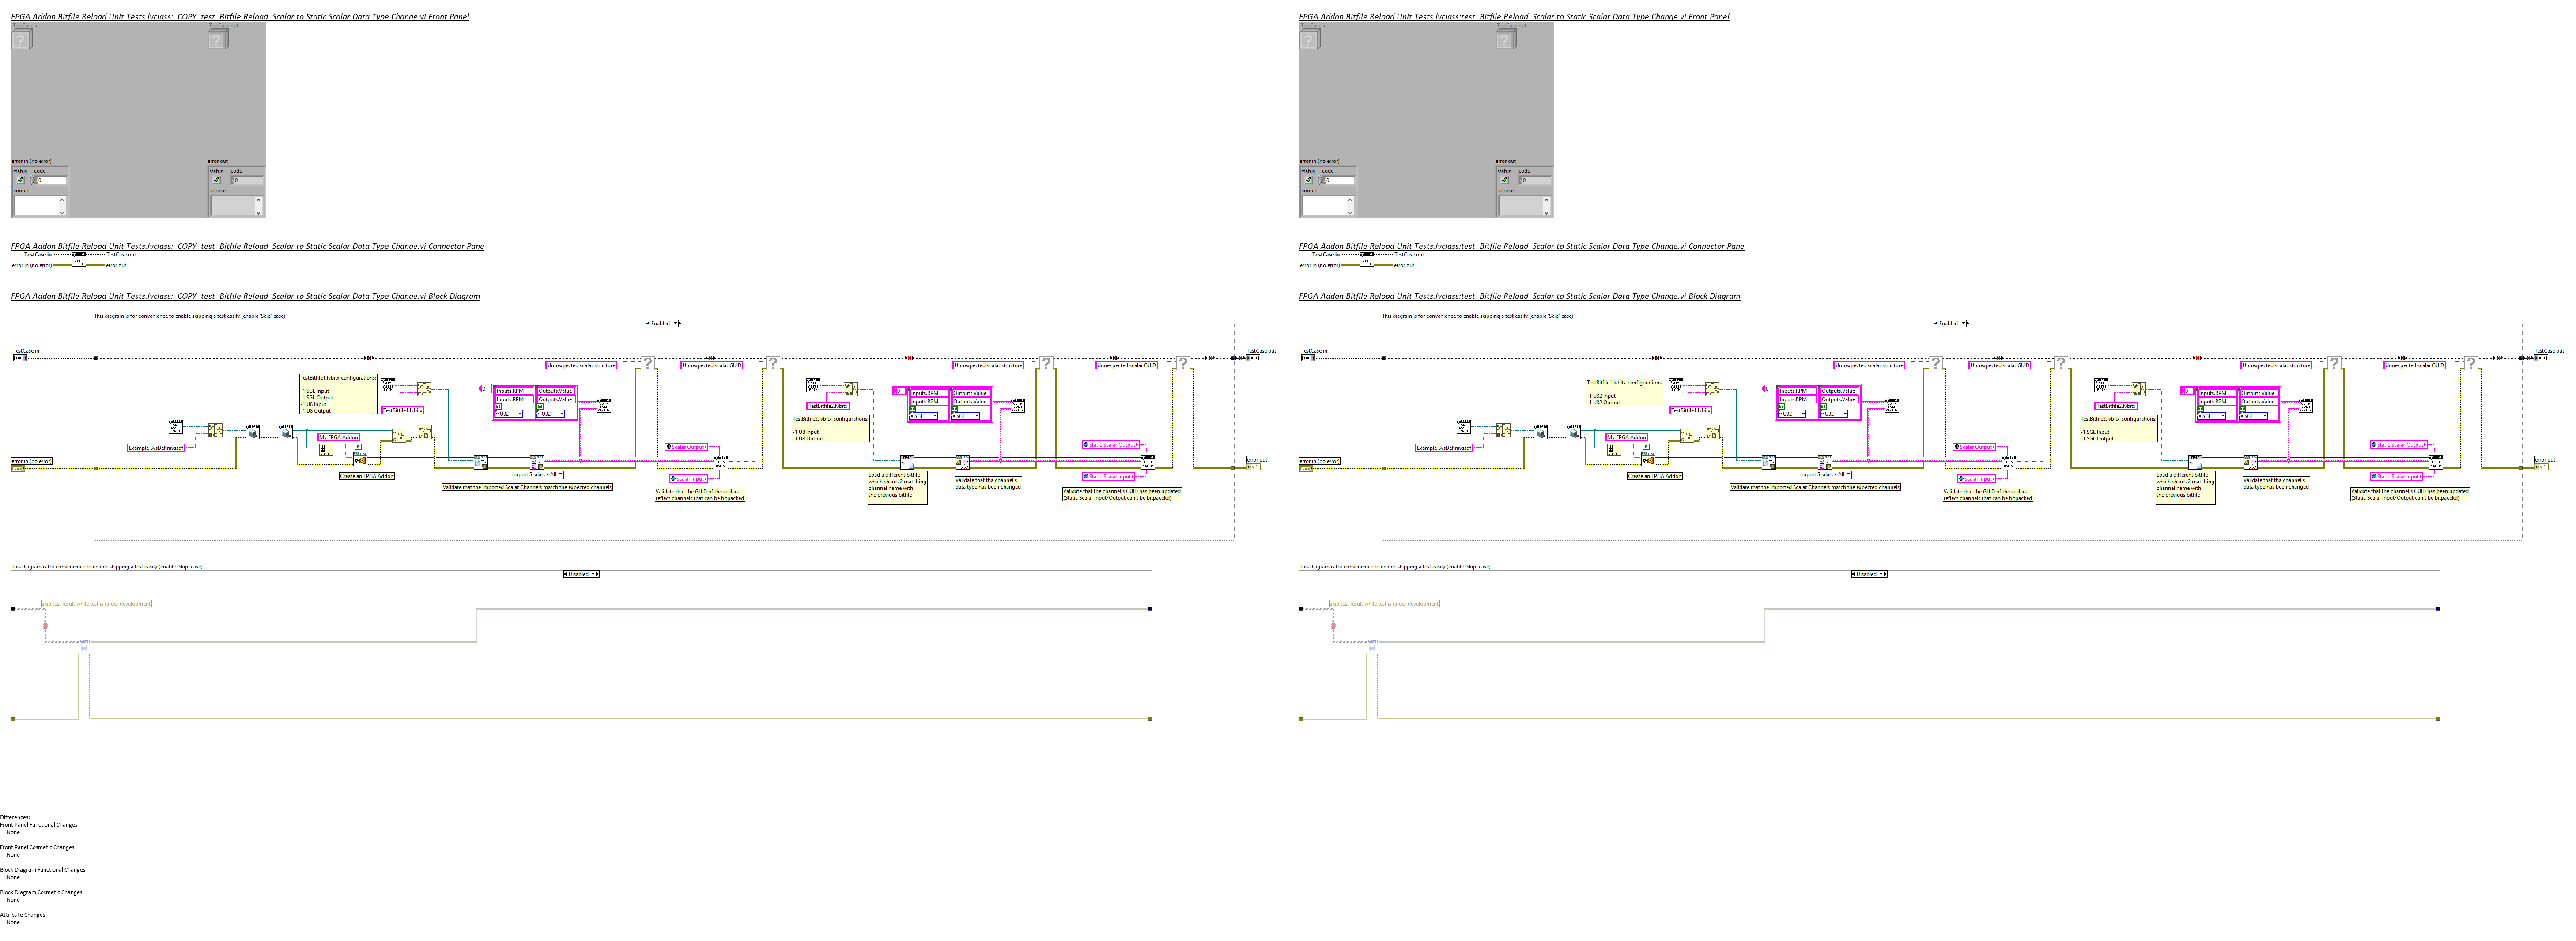 FPGA Addon Bitfile Reload Unit Tests.lvclass:_COPY_test_Bitfile Reload_Scalar to Static Scalar Data Type Change.vi Front Panel
TestCase in
TestCase out
error in (no error)
status code
0
source
error out
status code
0
source
FPGA Addon Bitfile Reload Unit Tests.lvclass:_COPY_test_Bitfile Reload_Scalar to Static Scalar Data Type Change.vi Connector Pane
TestCase in
TestCase out
error in (no error)
error out
FPGA Addon Bitfile Reload Unit Tests.lvclass:_COPY_test_Bitfile Reload_Scalar to Static Scalar Data Type Change.vi Block Diagram
This diagram is for convenience to enable skipping a test easily (enable 'Skip' case)
Enabled
TestCase in
TestCase out
Unnexpected scalar structure
Unnexpected scalar GUID
Unnexpected scalar structure
Unnexpected scalar GUID
TestBitfile1.lvbitx configurations:
-1 SGL Input
-1 SGL Output
-1 U8 Input
-1 U8 Output
TestBitfile1.lvbitx
Inputs.RPM
Inputs.RPM
U32
Outputs.Value
Outputs.Value
U32
TestBitfile2.lvbitx
TestBitfile2.lvbitx configurations:
-1 U8 Input
-1 U8 Output
Inputs.RPM
Inputs.RPM
SGL
Outputs.Value
Outputs.Value
SGL
Example SysDef.nivssdf
My FPGA Addon
Create an FPGA Addon
Import Scalars - All
Validate that the imported Scalar Channels match the expected channels
Scalar Output
Scalar Input
Validate that the GUID of the scalars
reflect channels that can be bitpacked
Load a different bitfile
which shares 2 matching
channel name with
the previous bitfile
Validate that tha channel's
data type has been changed
Static Scalar Output
Static Scalar Input
Validate that the channel's GUID has been updated
(Static Scalar Input/Output can't be bitpacekd)
error in (no error)
error out
This diagram is for convenience to enable skipping a test easily (enable 'Skip' case)
Disabled
skip test result while test is under development
Differences:
Front Panel Functional Changes
None
Front Panel Cosmetic Changes
None
Block Diagram Functional Changes
None
Block Diagram Cosmetic Changes
None
Attribute Changes
None
FPGA Addon Bitfile Reload Unit Tests.lvclass:test_Bitfile Reload_Scalar to Static Scalar Data Type Change.vi Front Panel
TestCase in
TestCase out
error in (no error)
status code
0
source
error out
status code
0
source
FPGA Addon Bitfile Reload Unit Tests.lvclass:test_Bitfile Reload_Scalar to Static Scalar Data Type Change.vi Connector Pane
TestCase in
TestCase out
error in (no error)
error out
FPGA Addon Bitfile Reload Unit Tests.lvclass:test_Bitfile Reload_Scalar to Static Scalar Data Type Change.vi Block Diagram
This diagram is for convenience to enable skipping a test easily (enable 'Skip' case)
Enabled
TestCase in
TestCase out
Unnexpected scalar structure
Unnexpected scalar GUID
Unnexpected scalar structure
Unnexpected scalar GUID
TestBitfile1.lvbitx configurations:
-1 U32 Input
-1 U32 Output
TestBitfile1.lvbitx
Inputs.RPM
Inputs.RPM
U32
Outputs.Value
Outputs.Value
U32
TestBitfile2.lvbitx
TestBitfile2.lvbitx configurations:
-1 SGL Input
-1 SGL Output
Inputs.RPM
Inputs.RPM
SGL
Outputs.Value
Outputs.Value
SGL
Example SysDef.nivssdf
My FPGA Addon
Create an FPGA Addon
Import Scalars - All
Validate that the imported Scalar Channels match the expected channels
Scalar Output
Scalar Input
Validate that the GUID of the scalars
reflect channels that can be bitpacked
Load a different bitfile
which shares 2 matching
channel name with
the previous bitfile
Validate that tha channel's
data type has been changed
Static Scalar Output
Static Scalar Input
Validate that the channel's GUID has been updated
(Static Scalar Input/Output can't be bitpacekd)
error in (no error)
error out
This diagram is for convenience to enable skipping a test easily (enable 'Skip' case)
Disabled
skip test result while test is under development